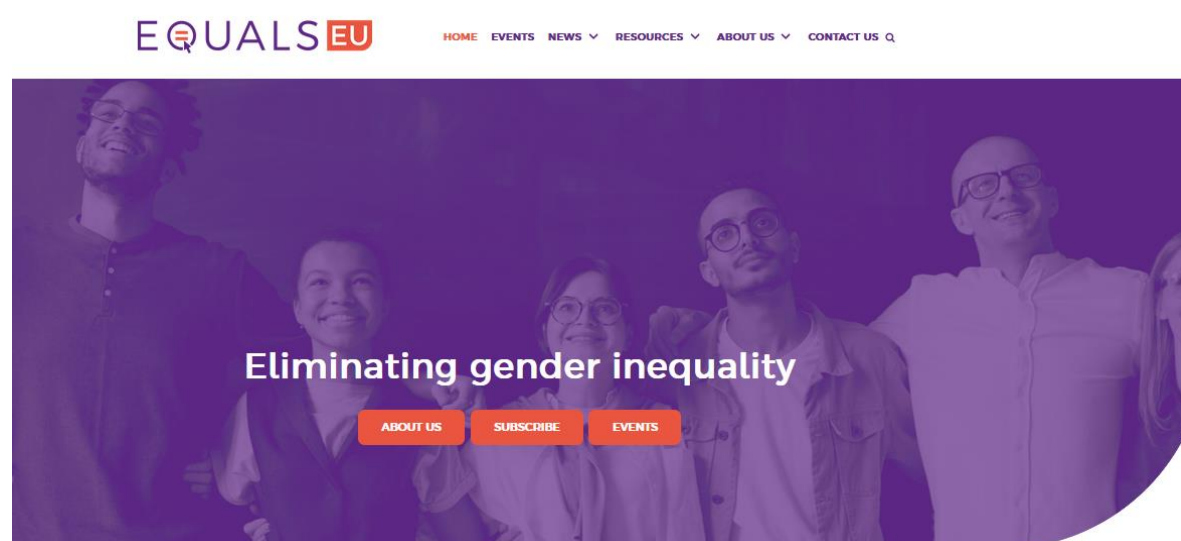 EQUALS EU
HOME EVENTS NEWS RESOURCES ABOUT US CONTACT US
Eliminating gender inequality
ABOUT US SUBSCRIBE EVENTS